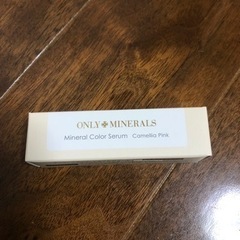 ONLY MINERALS
Mineral Color Serum Camellia Pink